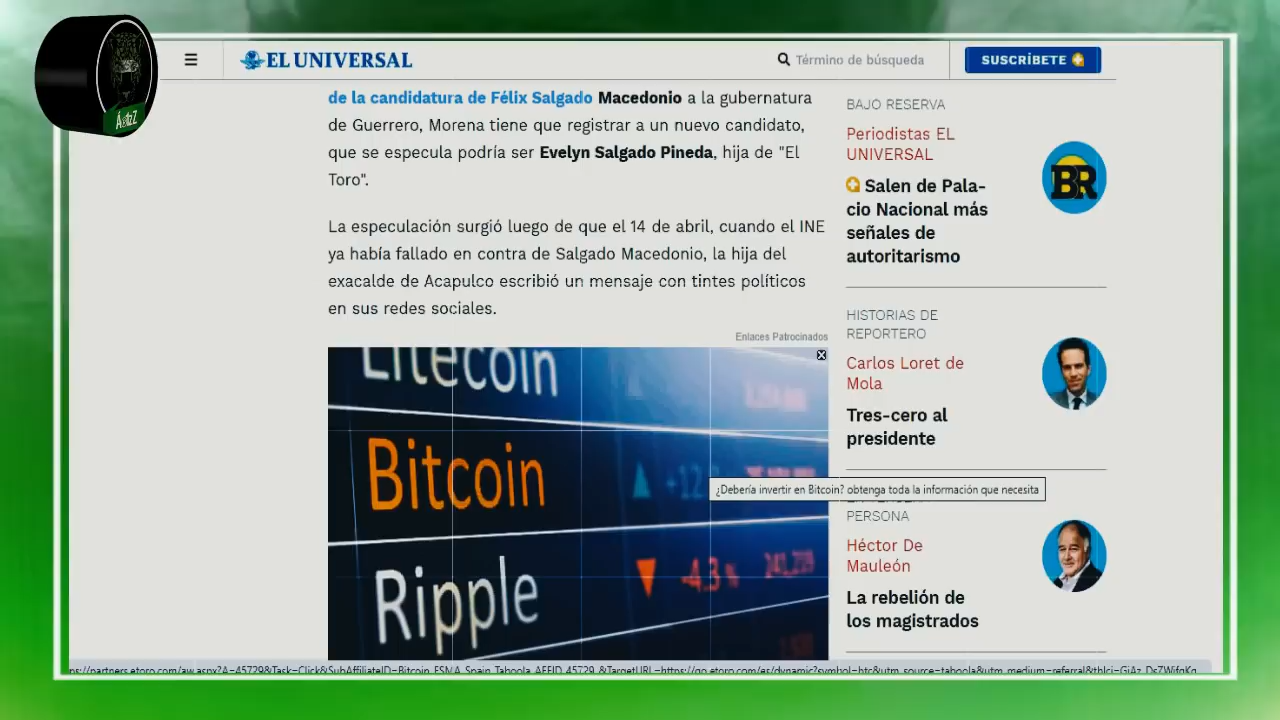 AetoZ
EL UNIVERSAL
Término de búsqueda
SUSCRÍBETE
de la candidatura de Félix Salgado Macedonio a la gubernatura
de Guerrero, Morena tiene que registrar a un nuevo candidato,
que se especula podría ser Evelyn Salgado Pineda, hija de "El
Toro".
La especulación surgió luego de que el 14 de abril, cuando el INE
ya había fallado en contra de Salgado Macedonio, la hija del
exacalde de Acapulco escribió un mensaje con tintes políticos
en sus redes sociales.
Enlaces Patrocinados
Litecoin
Bitcoin
Ripple
-4.3 %
¿Debería invertir en Bitcoin? obtenga toda la información que necesita
BAJO RESERVA
Periodistas EL
UNIVERSAL
Salen de Pala-
cio Nacional más
señales de
autoritarismo
BR
HISTORIAS DE
REPORTERO
Carlos Loret de
Mola
Tres-cero al
presidente
PERSONA
Héctor De
Mauleón
La rebelión de
los magistrados